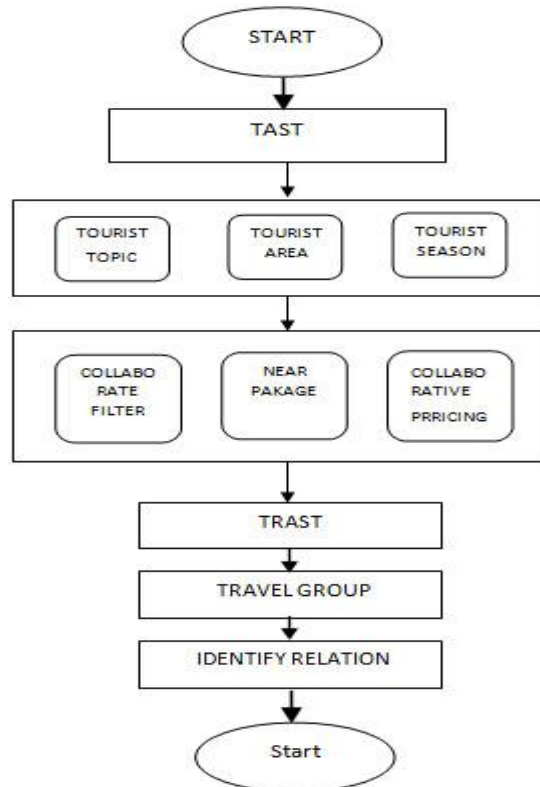 START
TAST
TOURIST
TOPIC
TOURIST
AREA
TOURIST
SEASON
COLLABO
RATE
FILTER
NEAR
PAKAGE
COLLABO
RATIVE
PRRICING
TRAST
TRAVEL GROUP
IDENTIFY RELATION
Start